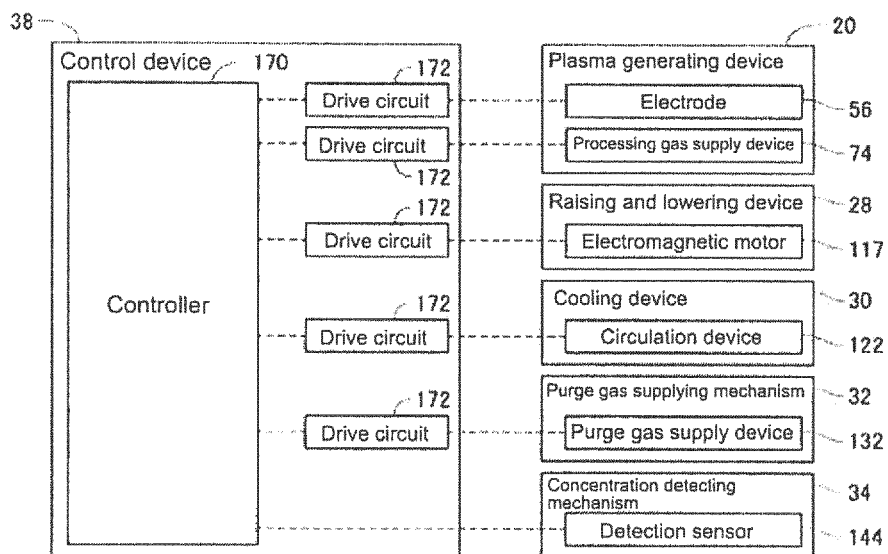 38
20
Control device
170
172
Plasma generating device
Drive circuit
Electrode
56
Drive circuit
Processing gas supply device
74
172
172
Raising and lowering device
28
Drive circuit
Electromagnetic motor
117
Controller
172
Cooling device
30
Drive circuit
Circulation device
122
172
Purge gas supplying mechanism
32
Drive circuit
Purge gas supply device
132
Concentration detecting
mechanism
34
Detection sensor
144